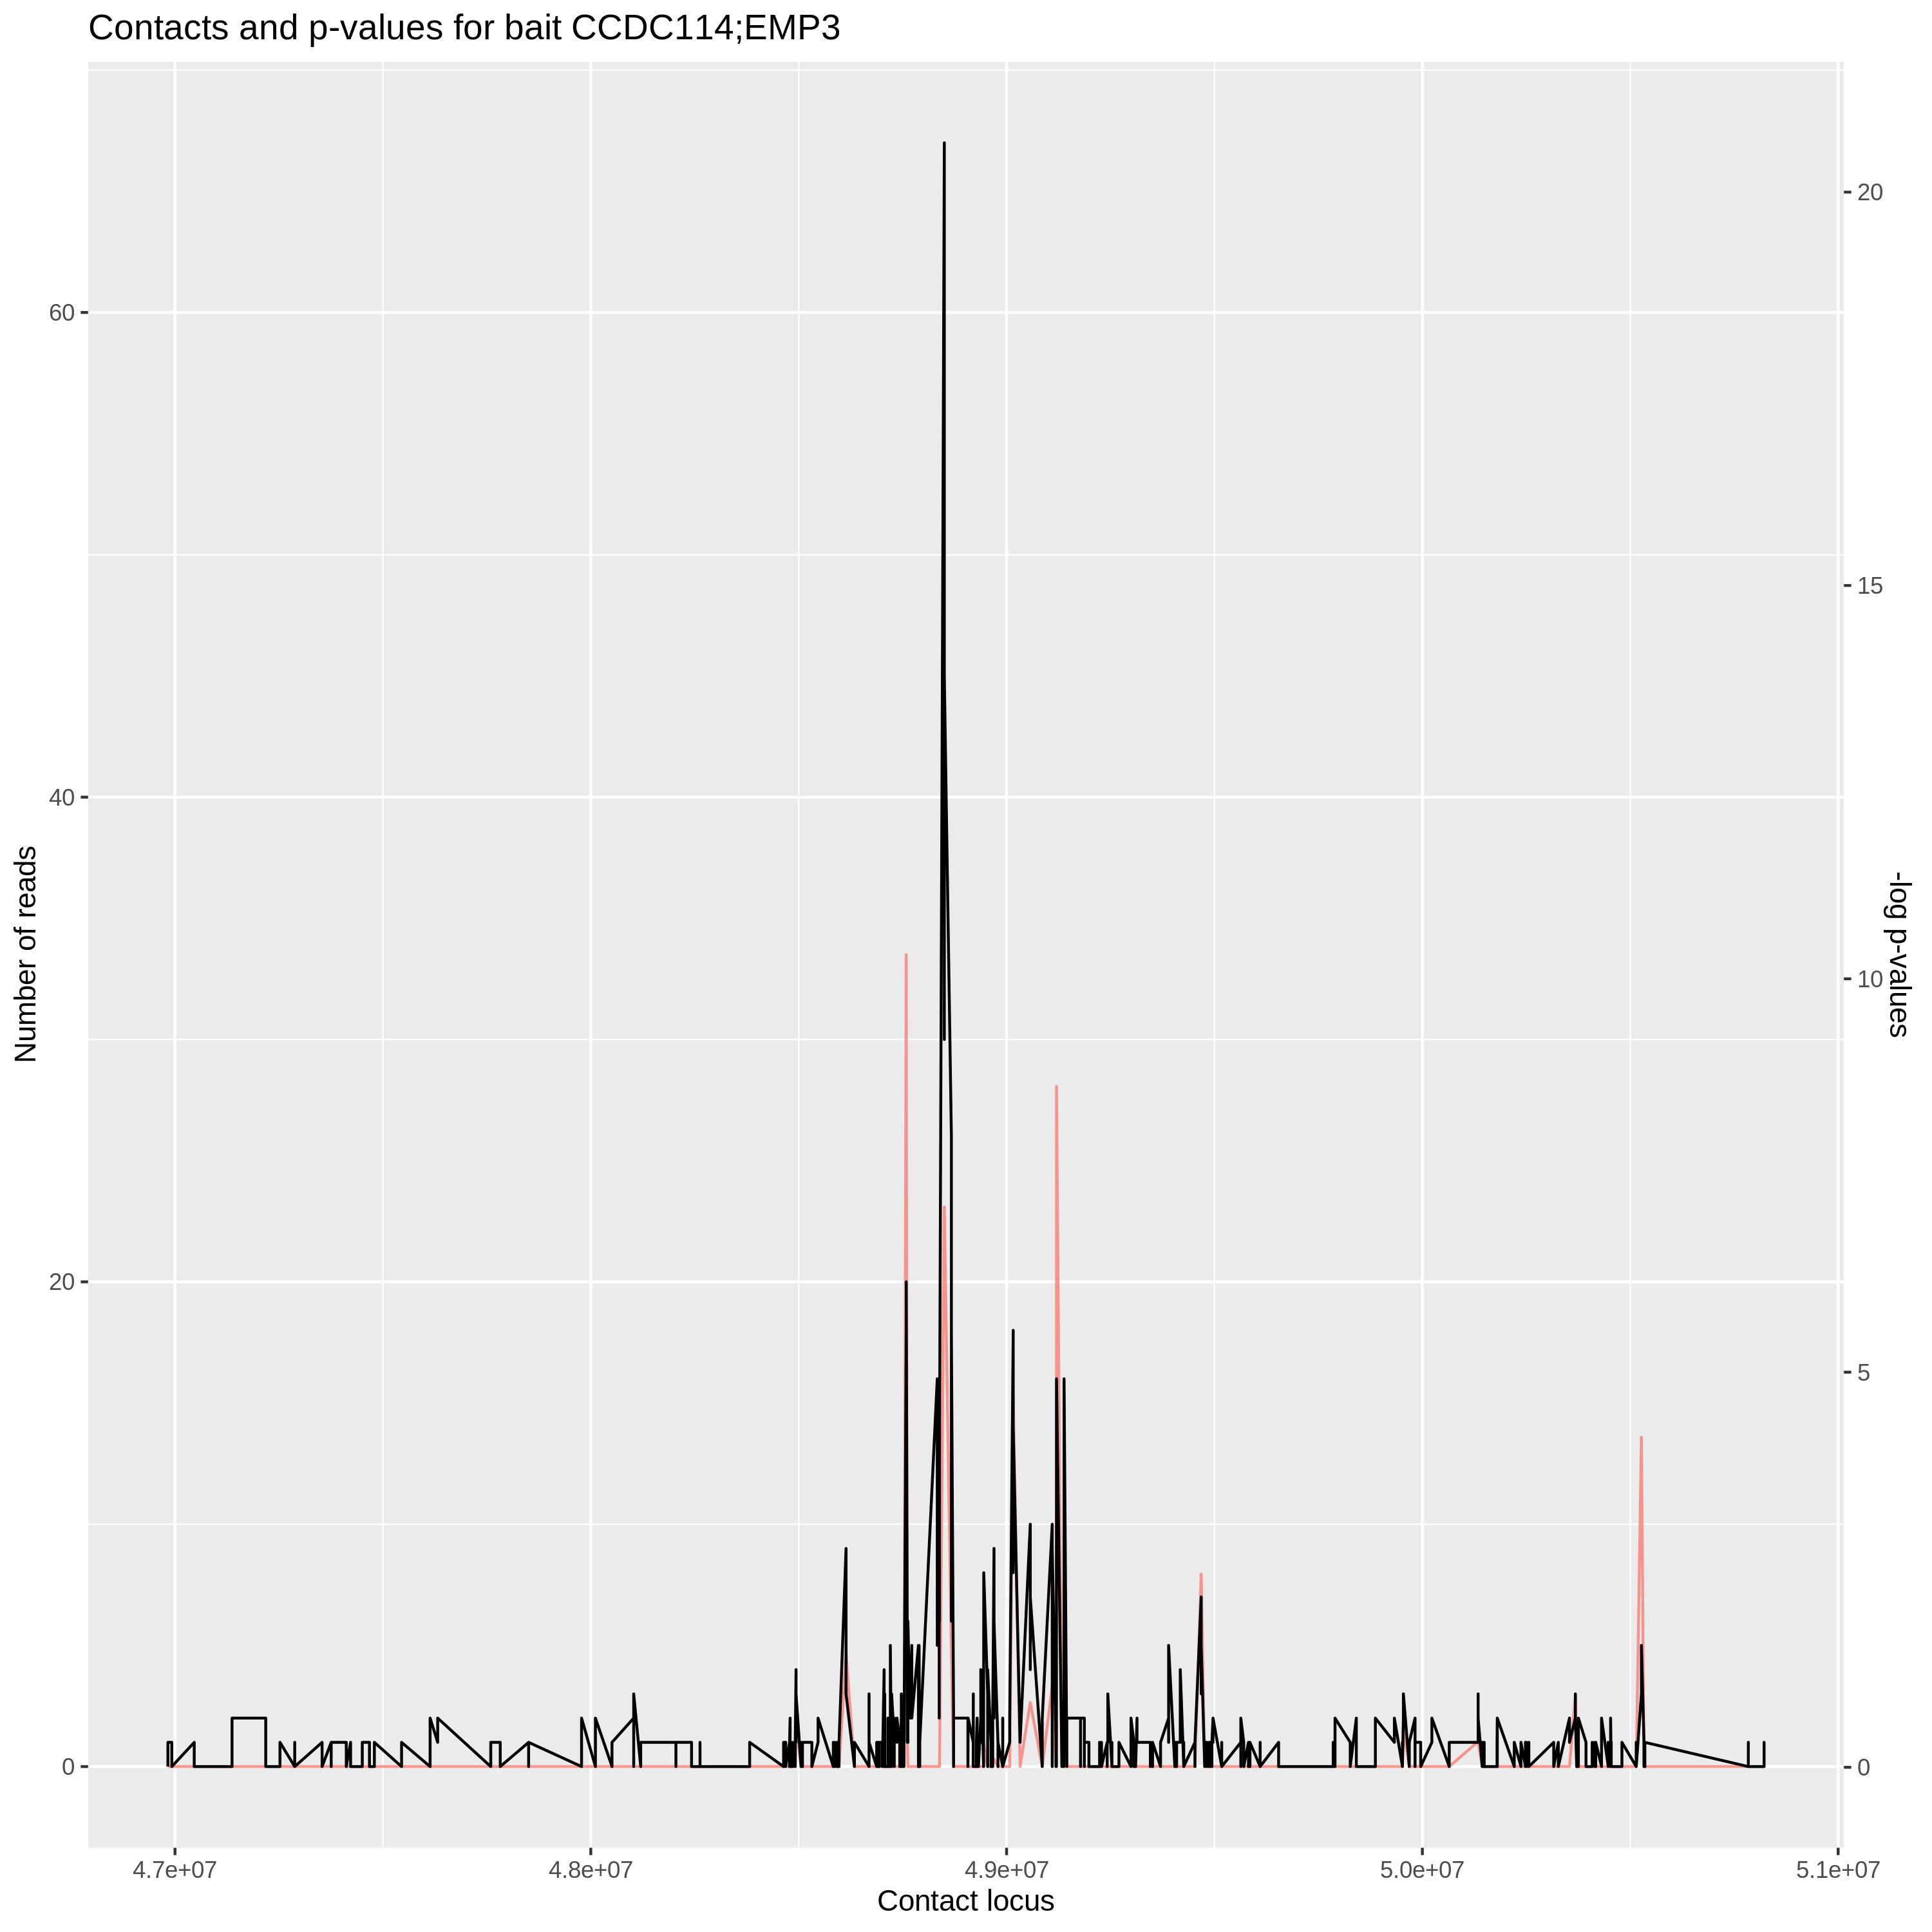 Contacts and p-values for bait CCDC114;EMP3
60
40
20
0
Number of reads
20
15
10
5
0
-log p-values
4.7e+07
4.8e+07
4.9e+07
5.0e+07
5.1e+07
Contact locus